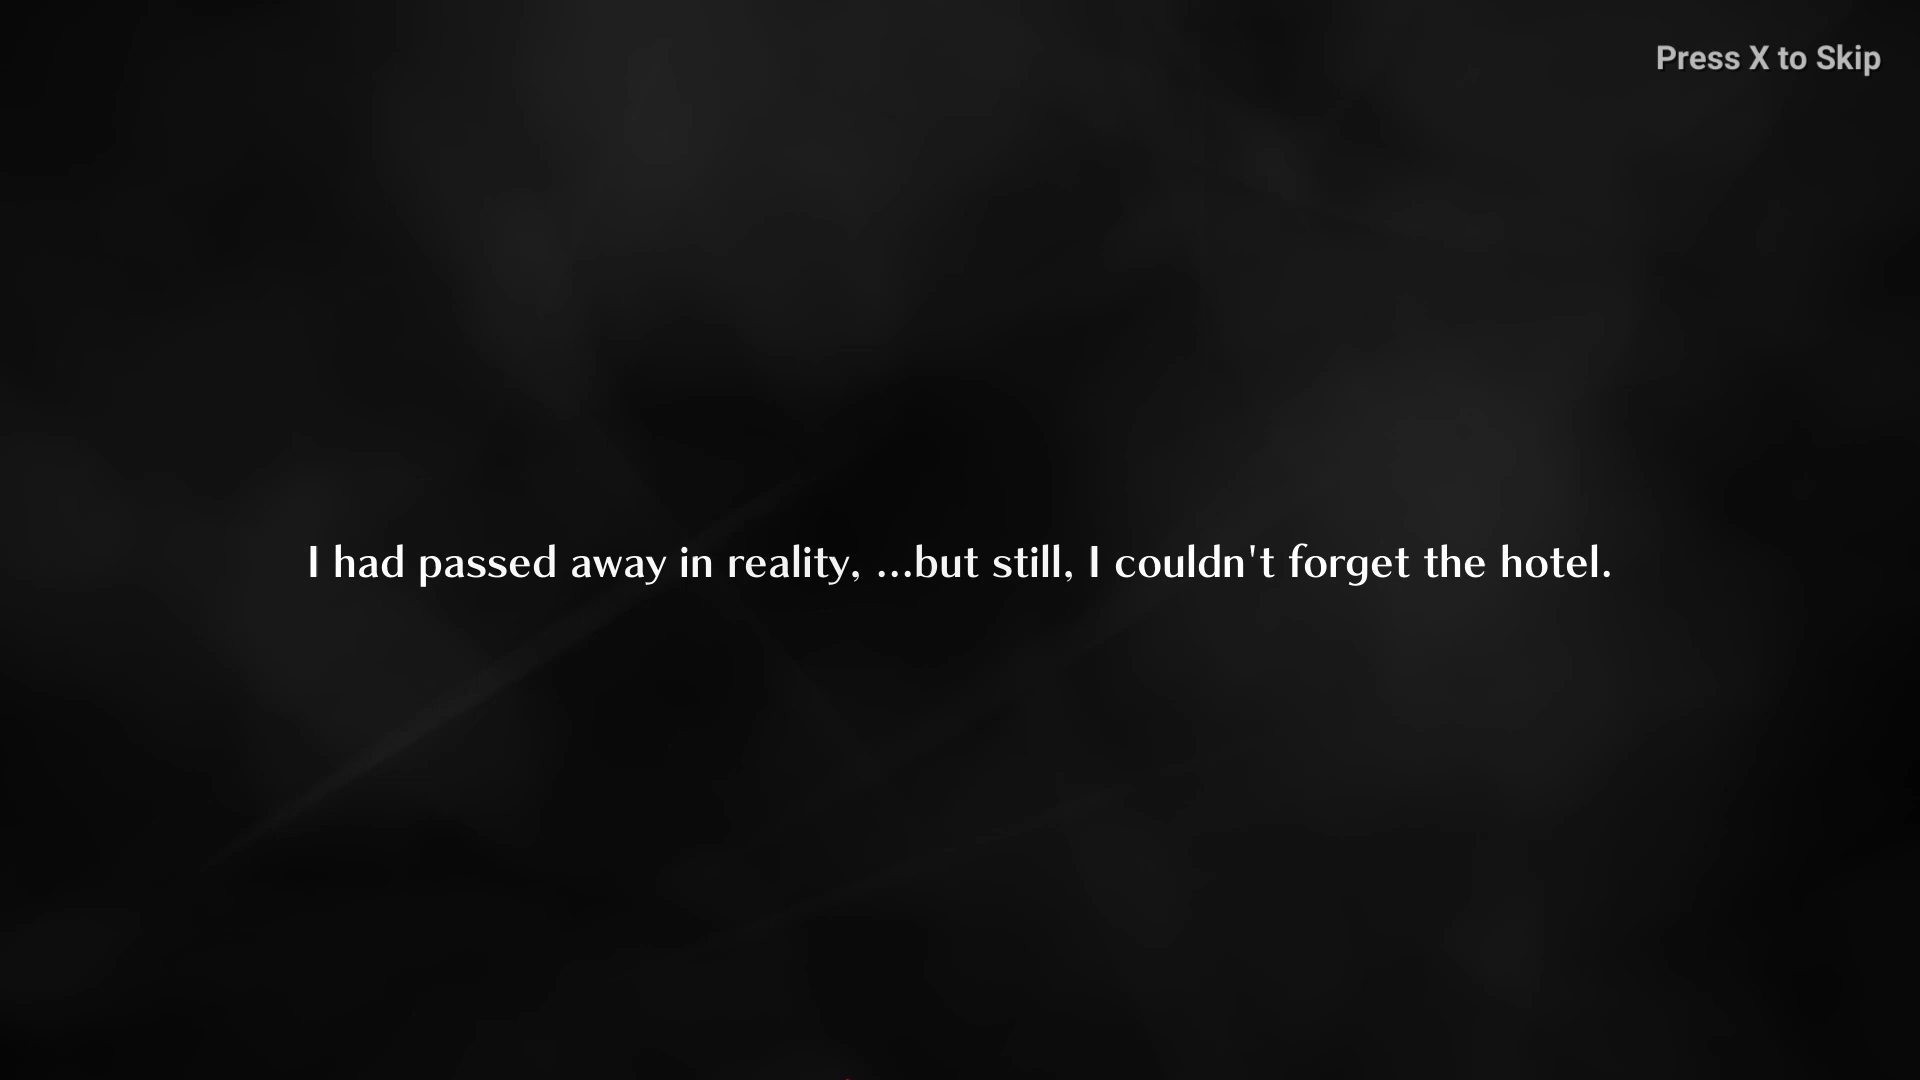 Press X to Skip
I had passed away in reality, ...but still, I couldn't forget the hotel.